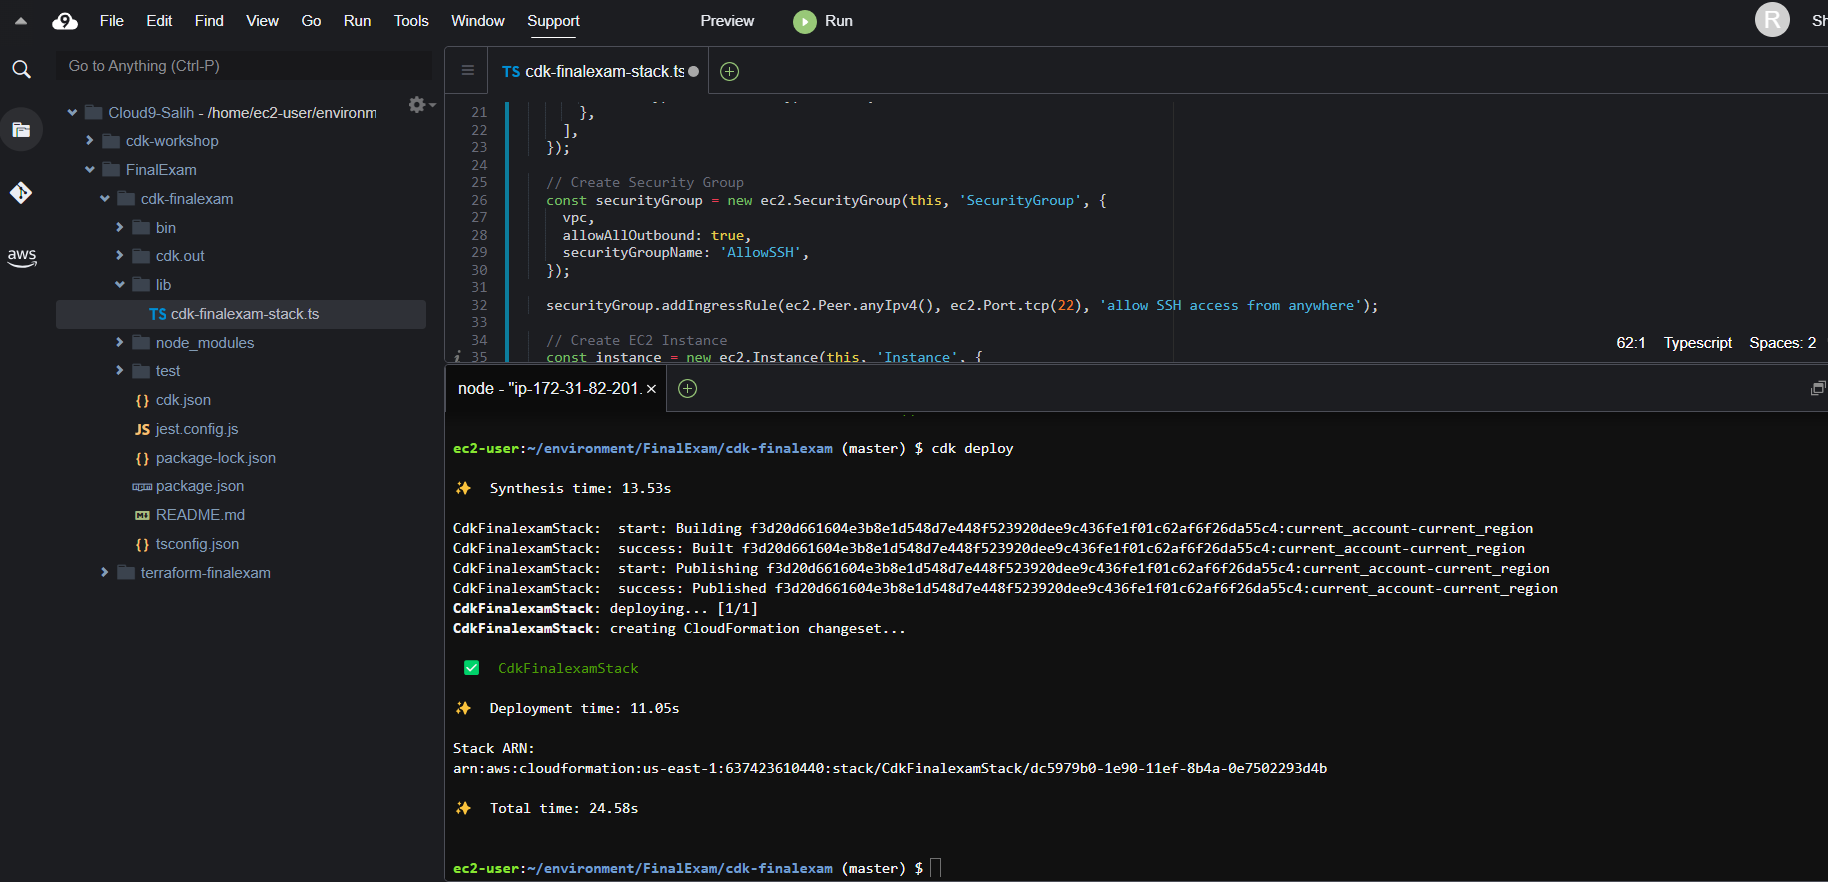 File Edit Find View Go Run Tools Window Support Preview Run R Sh
Go to Anything (Ctrl-P)
Cloud9-Salih - /home/ec2-user/environm
cdk-workshop
FinalExam
cdk-finalexam
bin
cdk.out
lib
TS cdk-finalexam-stack.ts
node_modules
test
{} cdk.json
JS jest.config.js
{} package-lock.json
npm package.json
README.md
{} tsconfig.json
terraform-finalexam
aws
TS cdk-finalexam-stack.ts
21 },
22 ],
23 });
24
25 // Create Security Group
26 const securityGroup = new ec2.SecurityGroup(this, 'SecurityGroup', {
27 vpc,
28 allowAllOutbound: true,
29 securityGroupName: 'AllowSSH',
30 });
31
32 securityGroup.addIngressRule(ec2.Peer.anyIpv4(), ec2.Port.tcp(22), 'allow SSH access from anywhere');
33
34 // Create EC2 Instance
i 35 const instance = new ec2.Instance(this, 'Instance', {
62:1 Typescript Spaces: 2
node - "ip-172-31-82-201. ×
ec2-user:~/environment/FinalExam/cdk-finalexam (master) $ cdk deploy
✨ Synthesis time: 13.53s
CdkFinalexamStack: start: Building f3d20d661604e3b8e1d548d7e448f523920dee9c436fe1f01c62af6f26da55c4:current_account-current_region
CdkFinalexamStack: success: Built f3d20d661604e3b8e1d548d7e448f523920dee9c436fe1f01c62af6f26da55c4:current_account-current_region
CdkFinalexamStack: start: Publishing f3d20d661604e3b8e1d548d7e448f523920dee9c436fe1f01c62af6f26da55c4:current_account-current_region
CdkFinalexamStack: success: Published f3d20d661604e3b8e1d548d7e448f523920dee9c436fe1f01c62af6f26da55c4:current_account-current_region
CdkFinalexamStack: deploying... [1/1]
CdkFinalexamStack: creating CloudFormation changeset...
✅ CdkFinalexamStack
✨ Deployment time: 11.05s
Stack ARN:
arn:aws:cloudformation:us-east-1:637423610440:stack/CdkFinalexamStack/dc5979b0-1e90-11ef-8b4a-0e7502293d4b
✨ Total time: 24.58s
ec2-user:~/environment/FinalExam/cdk-finalexam (master) $